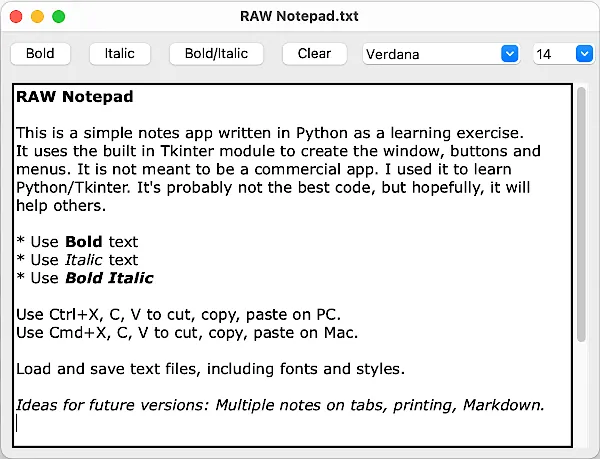 RAW Notepad.txt
Bold Italic Bold/Italic Clear Verdana 14
RAW Notepad
This is a simple notes app written in Python as a learning exercise.
It uses the built in Tkinter module to create the window, buttons and
menus. It is not meant to be a commercial app. I used it to learn
Python/Tkinter. It's probably not the best code, but hopefully, it will
help others.
* Use Bold text
* Use Italic text
* Use Bold Italic
Use Ctrl+X, C, V to cut, copy, paste on PC.
Use Cmd+X, C, V to cut, copy, paste on Mac.
Load and save text files, including fonts and styles.
Ideas for future versions: Multiple notes on tabs, printing, Markdown.